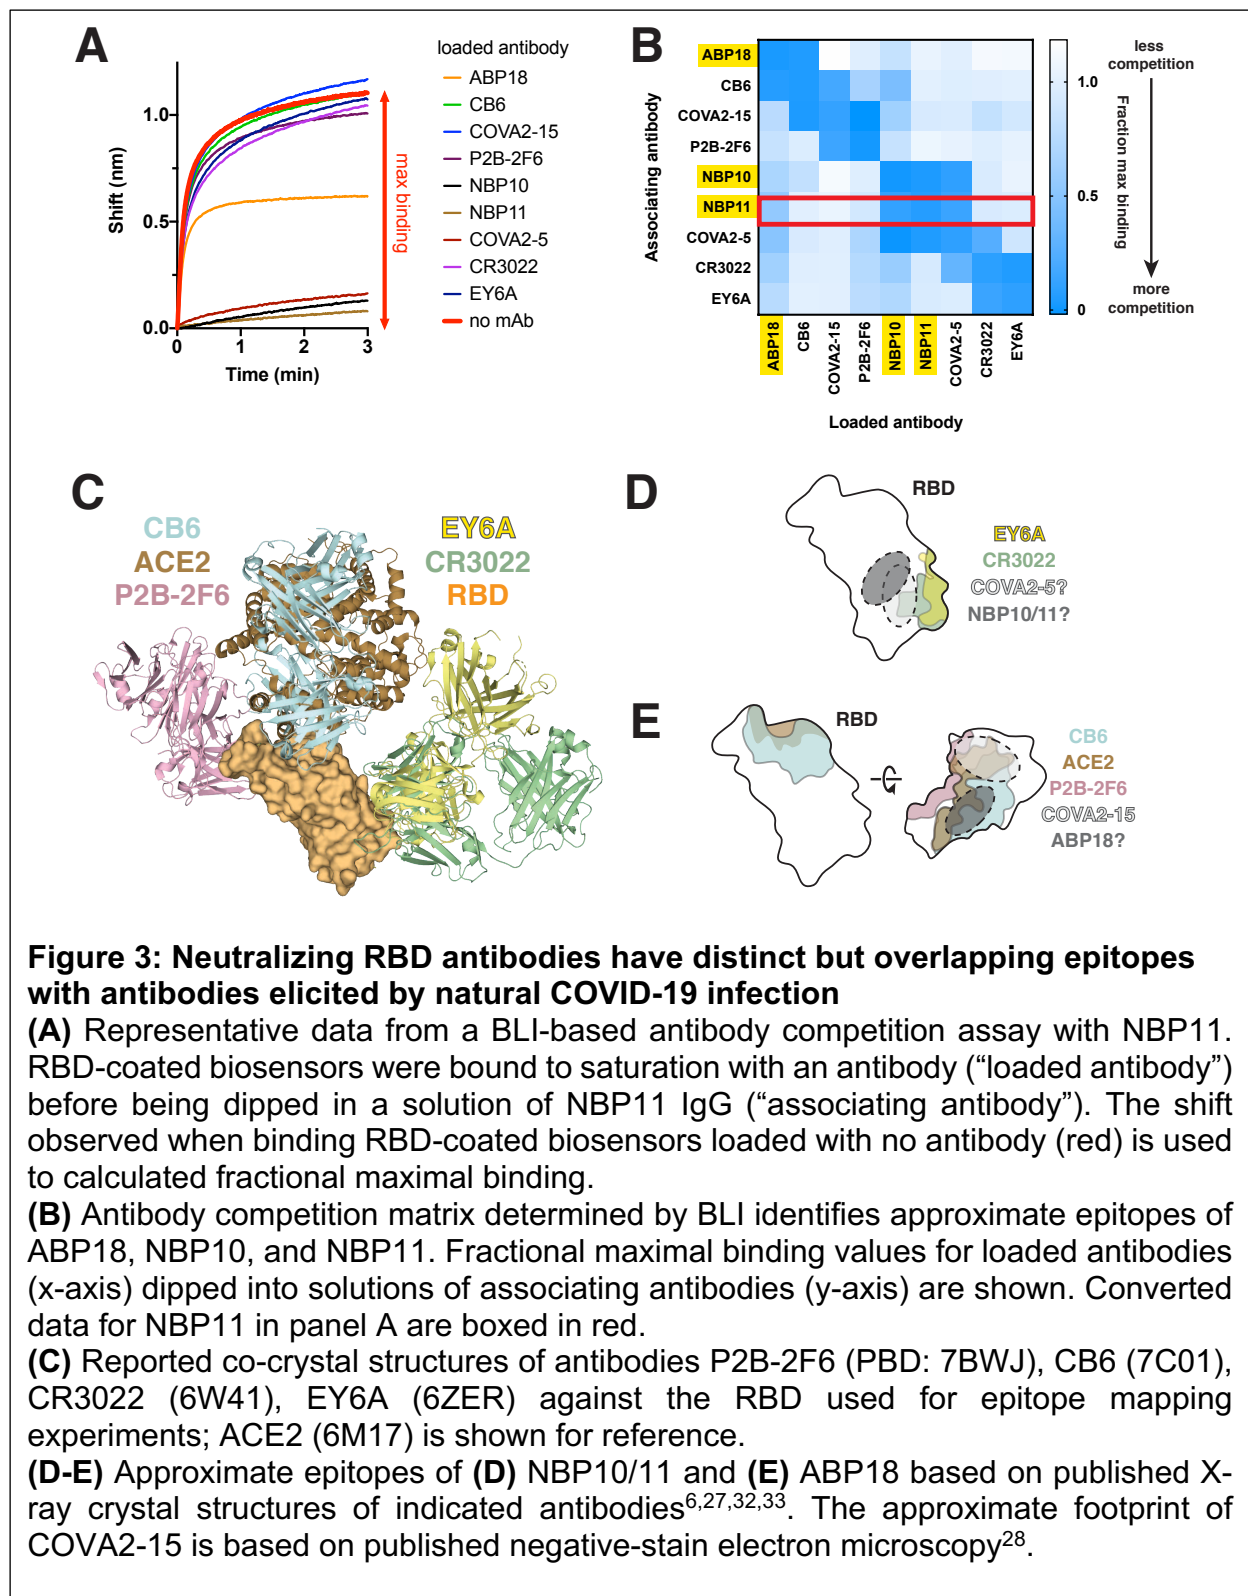 A
loaded antibody
ABP18
CB6
COVA2-15
P2B-2F6
NBP10
NBP11
COVA2-5
CR3022
EY6A
no mAb
max binding
Shift (nm)
1.0
0.5
0.0
0
1
2
3
Time (min)
B
Associating antibody
ABP18
CB6
COVA2-15
P2B-2F6
NBP10
NBP11
COVA2-5
CR3022
EY6A
ABP18
CB6
COVA2-15
P2B-2F6
NBP10
NBP11
COVA2-5
CR3022
EY6A
Loaded antibody
1.0
0.5
0
Fraction max binding
less
competition
more
competition
C
CB6
ACE2
P2B-2F6
EY6A
CR3022
RBD
D
RBD
EY6A
CR3022
COVA2-5?
NBP10/11?
E
RBD
CB6
ACE2
P2B-2F6
COVA2-15
ABP18?
Figure 3: Neutralizing RBD antibodies have distinct but overlapping epitopes
with antibodies elicited by natural COVID-19 infection
(A) Representative data from a BLI-based antibody competition assay with NBP11.
RBD-coated biosensors were bound to saturation with an antibody (“loaded antibody”)
before being dipped in a solution of NBP11 IgG (“associating antibody”). The shift
observed when binding RBD-coated biosensors loaded with no antibody (red) is used
to calculated fractional maximal binding.
(B) Antibody competition matrix determined by BLI identifies approximate epitopes of
ABP18, NBP10, and NBP11. Fractional maximal binding values for loaded antibodies
(x-axis) dipped into solutions of associating antibodies (y-axis) are shown. Converted
data for NBP11 in panel A are boxed in red.
(C) Reported co-crystal structures of antibodies P2B-2F6 (PBD: 7BWJ), CB6 (7C01),
CR3022 (6W41), EY6A (6ZER) against the RBD used for epitope mapping
experiments; ACE2 (6M17) is shown for reference.
(D-E) Approximate epitopes of (D) NBP10/11 and (E) ABP18 based on published X-
ray crystal structures of indicated antibodies6,27,32,33. The approximate footprint of
COVA2-15 is based on published negative-stain electron microscopy28.